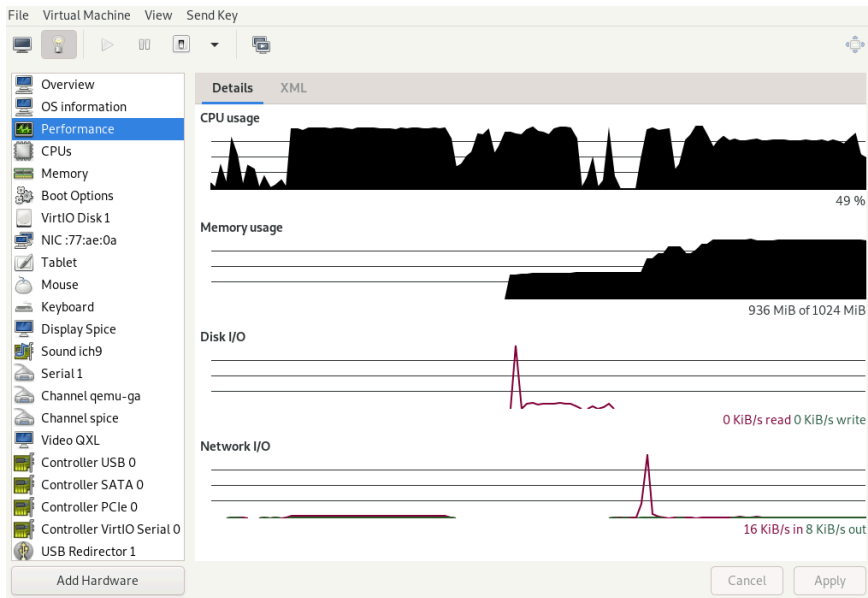 File Virtual Machine View Send Key
Overview
OS information
Performance
CPUs
Memory
Boot Options
VirtIO Disk 1
NIC :77:ae:0a
Tablet
Mouse
Keyboard
Display Spice
Sound ich9
Serial 1
Channel qemu-ga
Channel spice
Video QXL
Controller USB 0
Controller SATA 0
Controller PCIe 0
Controller VirtIO Serial 0
USB Redirector 1
Add Hardware
Details XML
CPU usage
49 %
Memory usage
936 MiB of 1024 MiB
Disk I/O
0 KiB/s read 0 KiB/s write
Network I/O
16 KiB/s in 8 KiB/s out
Cancel Apply